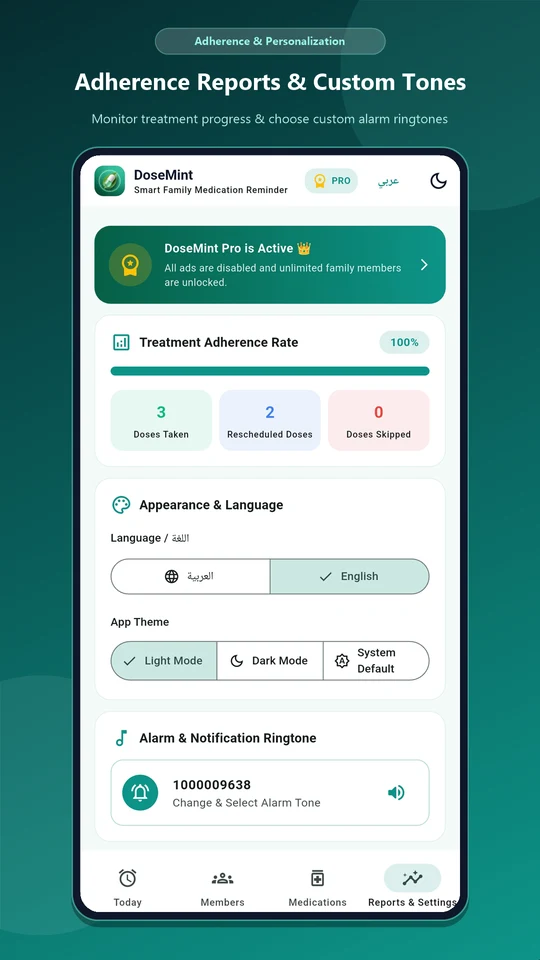 Adherence & Personalization
Adherence Reports & Custom Tones
Monitor treatment progress & choose custom alarm ringtones
DoseMint
Smart Family Medication Reminder
PRO
عربي
DoseMint Pro is Active 👑
All ads are disabled and unlimited family members
are unlocked.
Treatment Adherence Rate
100%
3
Doses Taken
2
Rescheduled Doses
0
Doses Skipped
Appearance & Language
Language / اللغة
العربية
English
App Theme
Light Mode
Dark Mode
System
Default
Alarm & Notification Ringtone
1000009638
Change & Select Alarm Tone
Today
Members
Medications
Reports & Settings